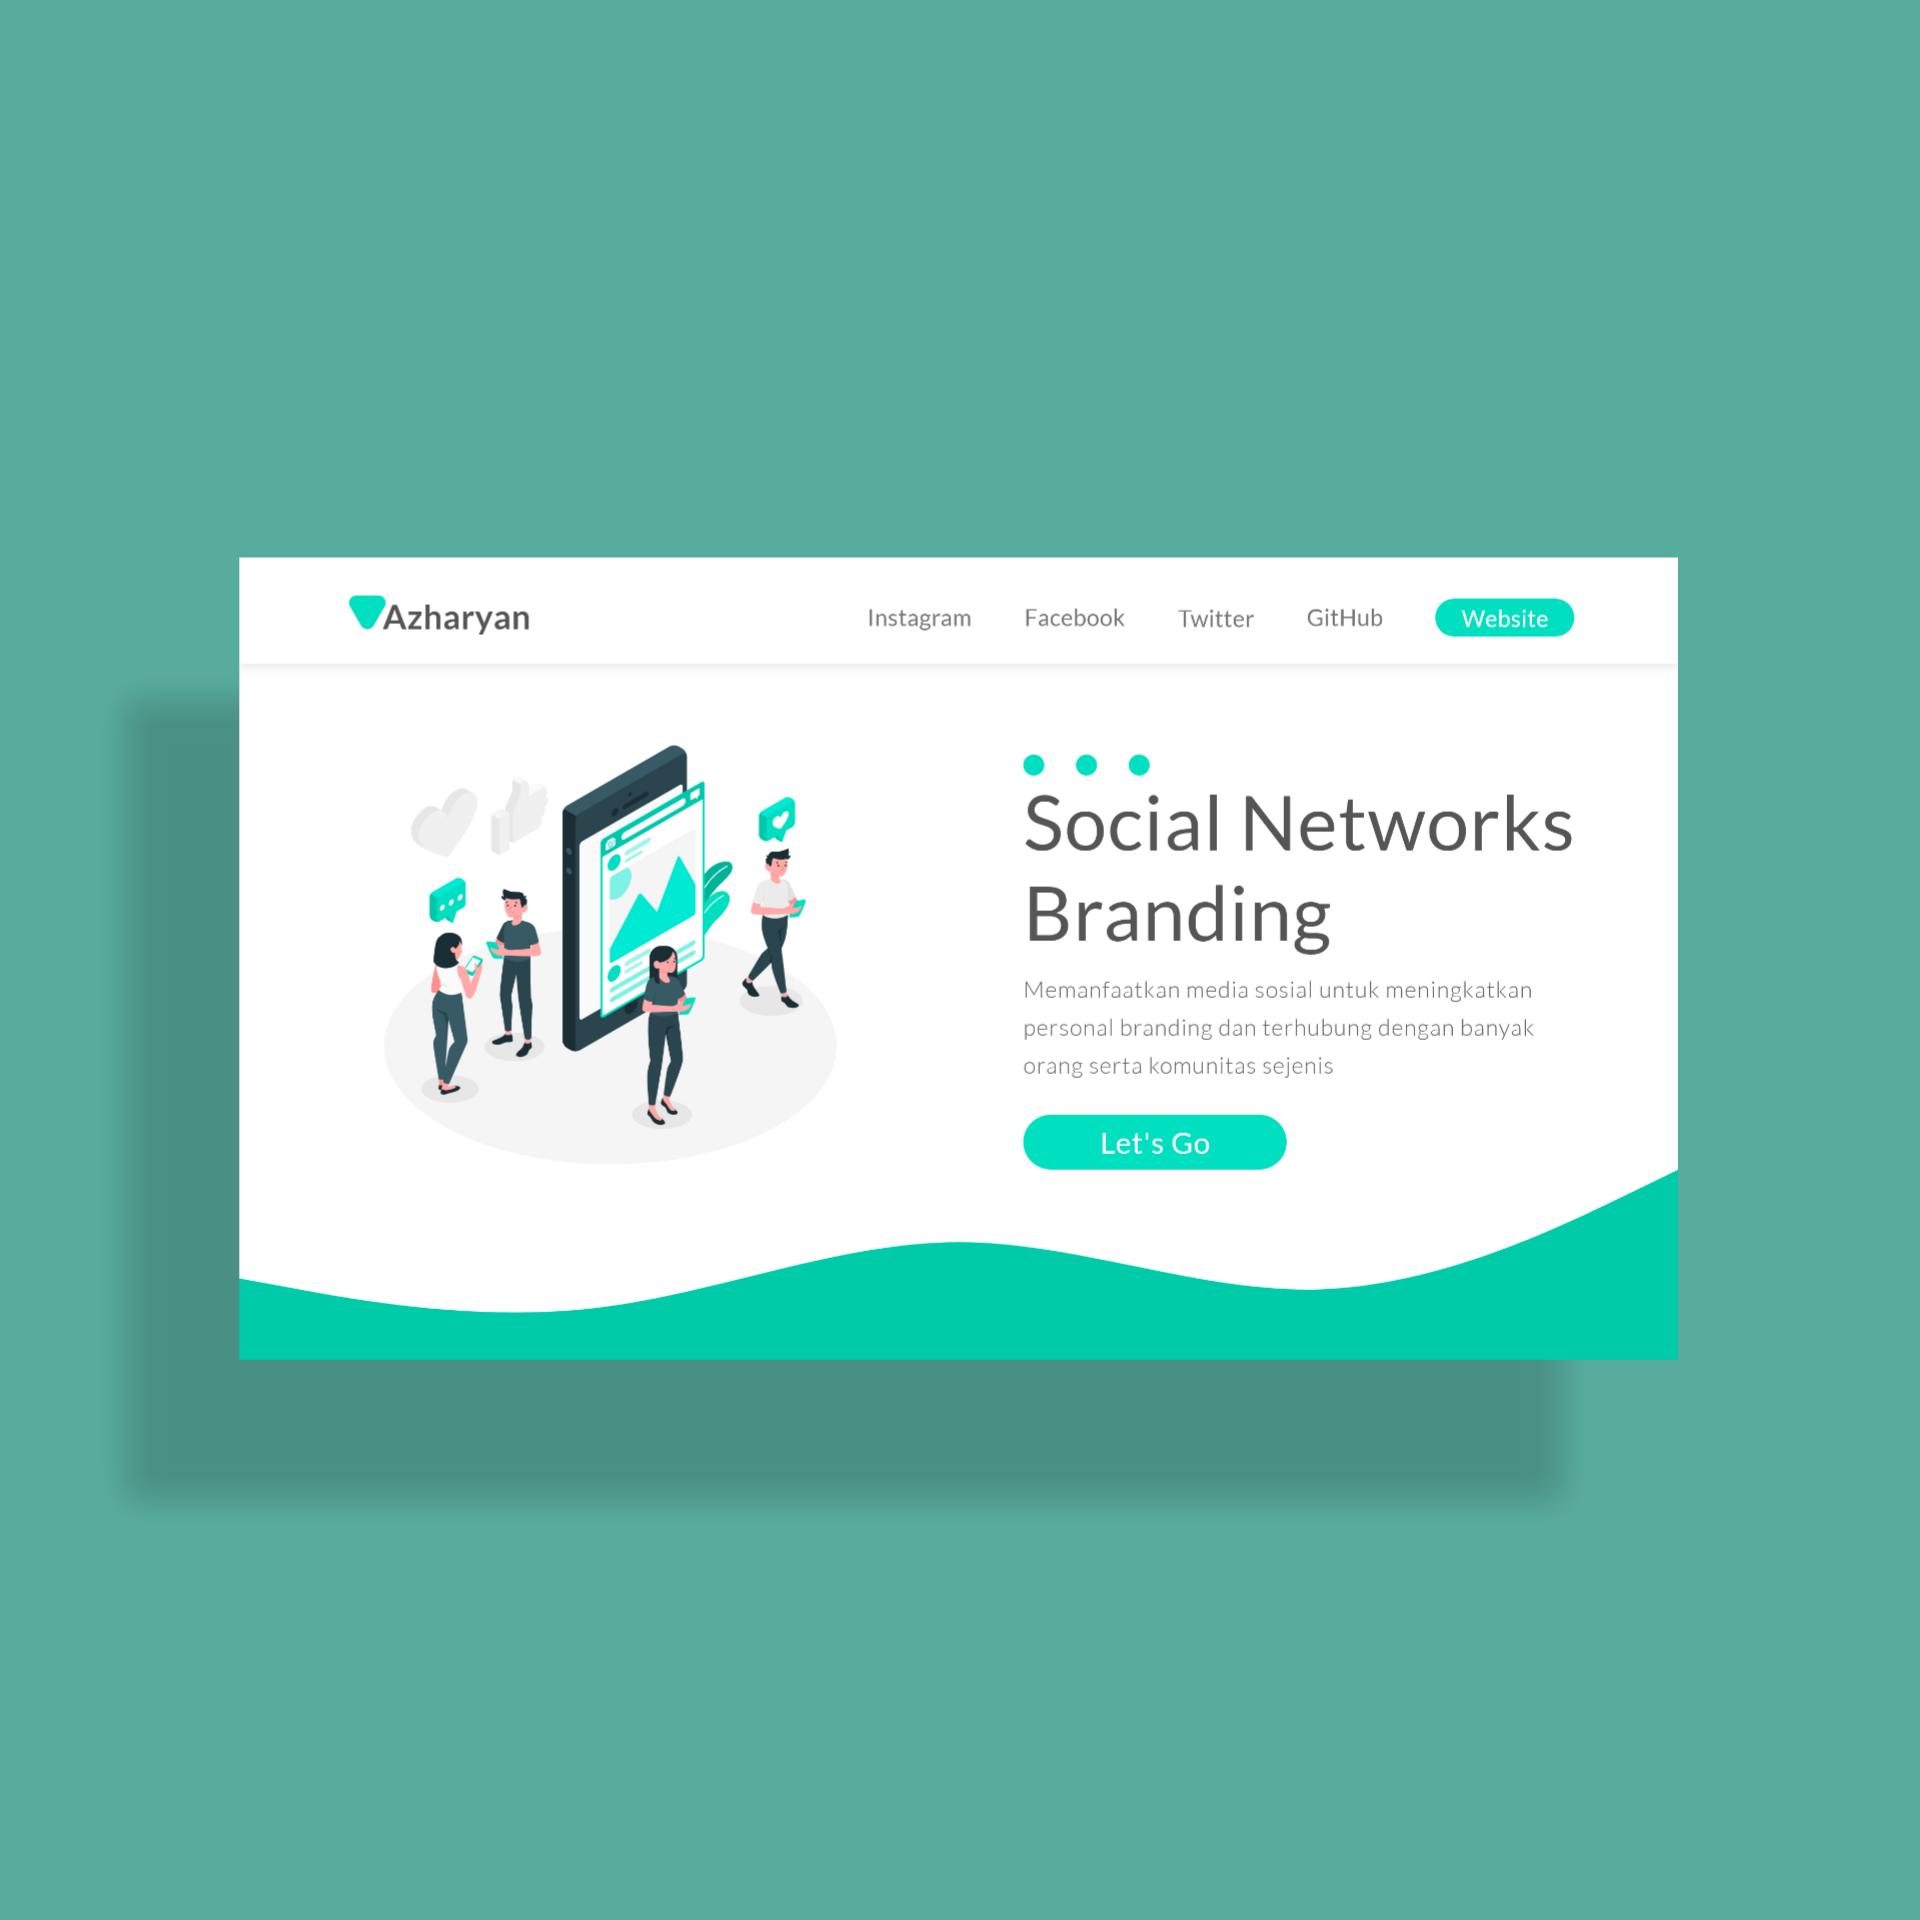 Azharyan
Instagram Facebook Twitter GitHub Website
Social Networks
Branding
Memanfaatkan media sosial untuk meningkatkan
personal branding dan terhubung dengan banyak
orang serta komunitas sejenis
Let's Go